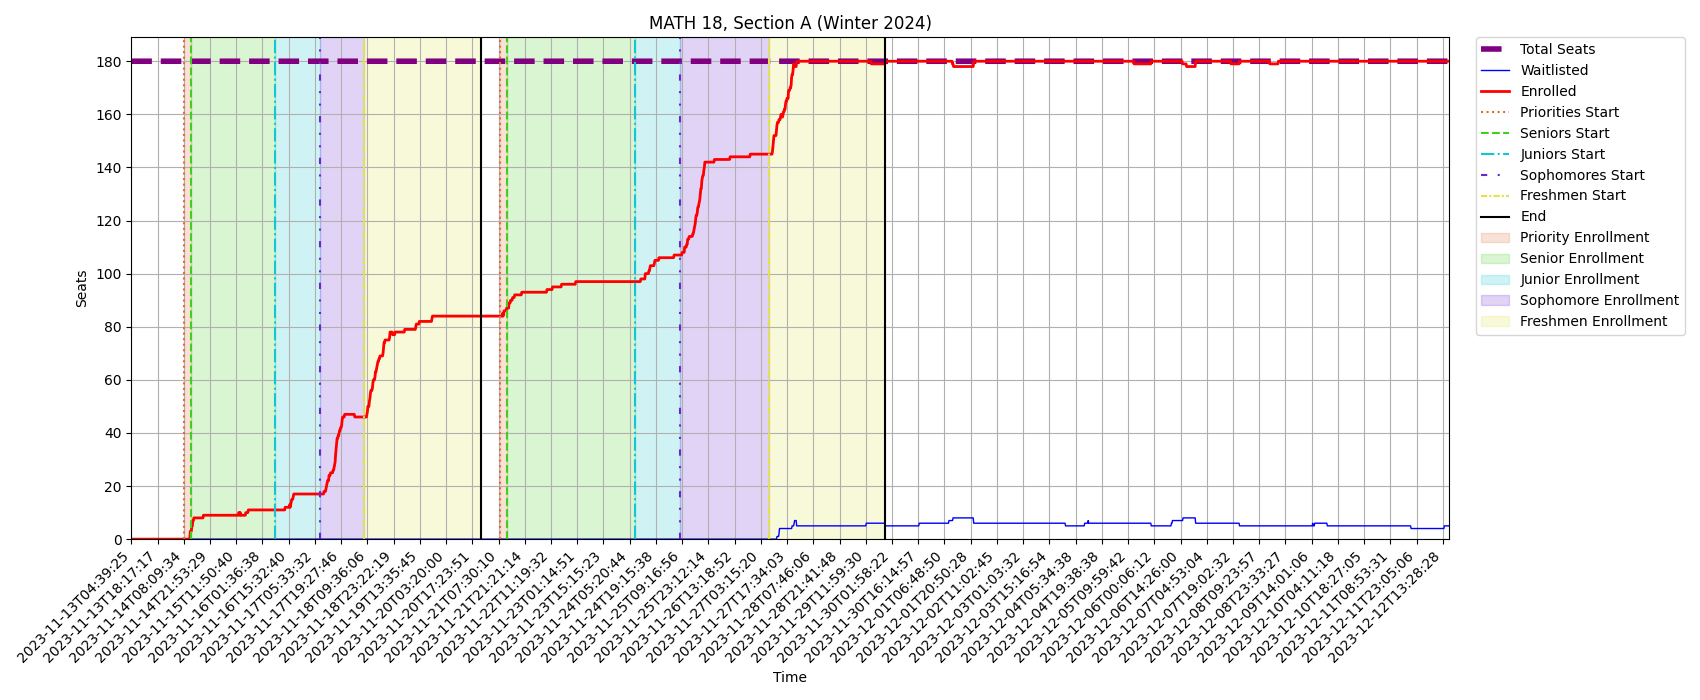 MATH 18, Section A (Winter 2024)
Seats
180
160
140
120
100
80
60
40
20
0
2023-11-13T04:39:25
2023-11-13T18:17:17
2023-11-14T08:09:34
2023-11-14T21:53:29
2023-11-15T11:50:40
2023-11-16T01:36:38
2023-11-16T15:32:40
2023-11-17T05:33:32
2023-11-17T19:27:46
2023-11-18T09:36:06
2023-11-18T23:22:19
2023-11-19T13:35:45
2023-11-20T03:20:00
2023-11-20T17:23:51
2023-11-21T07:30:10
2023-11-21T21:21:14
2023-11-22T11:19:32
2023-11-23T01:14:51
2023-11-23T15:15:23
2023-11-24T05:20:44
2023-11-24T19:15:38
2023-11-25T09:16:50
2023-11-25T23:12:14
2023-11-26T13:18:52
2023-11-27T03:15:20
2023-11-27T17:34:03
2023-11-28T07:46:06
2023-11-28T21:41:48
2023-11-29T11:59:30
2023-11-30T01:58:22
2023-11-30T16:14:57
2023-12-01T06:48:50
2023-12-01T20:50:28
2023-12-02T11:02:45
2023-12-03T01:03:32
2023-12-03T15:16:54
2023-12-04T05:34:38
2023-12-04T19:38:38
2023-12-05T09:59:42
2023-12-06T00:06:12
2023-12-06T14:26:00
2023-12-07T04:53:04
2023-12-07T19:02:32
2023-12-08T09:23:57
2023-12-08T23:33:27
2023-12-09T14:01:06
2023-12-10T04:11:18
2023-12-10T18:27:05
2023-12-11T08:53:31
2023-12-11T23:05:06
2023-12-12T13:28:28
Time
Total Seats
Waitlisted
Enrolled
Priorities Start
Seniors Start
Juniors Start
Sophomores Start
Freshmen Start
End
Priority Enrollment
Senior Enrollment
Junior Enrollment
Sophomore Enrollment
Freshmen Enrollment